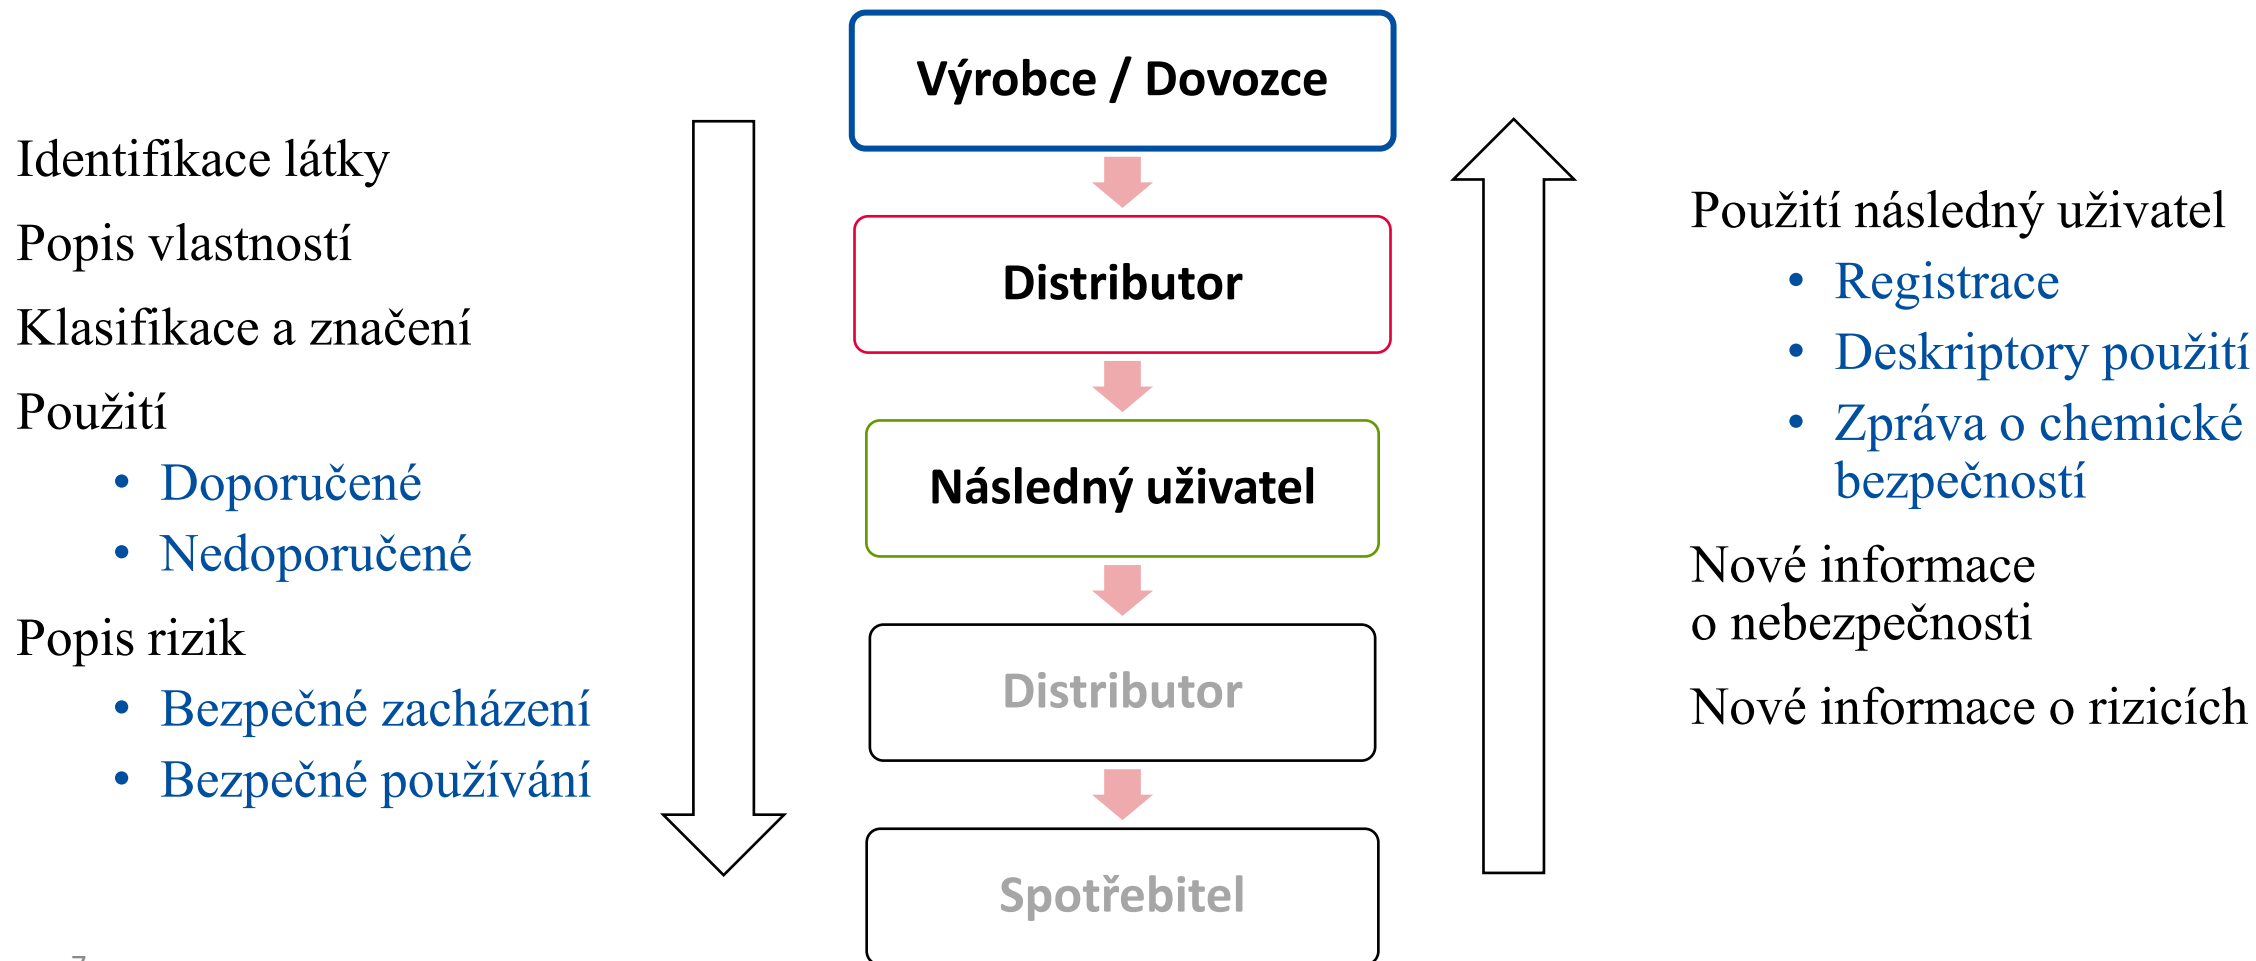 Výrobce / Dovozce
Distributor
Následný uživatel
Distributor
Spotřebitel
Identifikace látky
Popis vlastností
Klasifikace a značení
Použití
• Doporučené
• Nedoporučené
Popis rizik
• Bezpečné zacházení
• Bezpečné používání
Použití následný uživatel
• Registrace
• Deskriptory použití
• Zpráva o chemické
bezpečností
Nové informace
o nebezpečnosti
Nové informace o rizicích